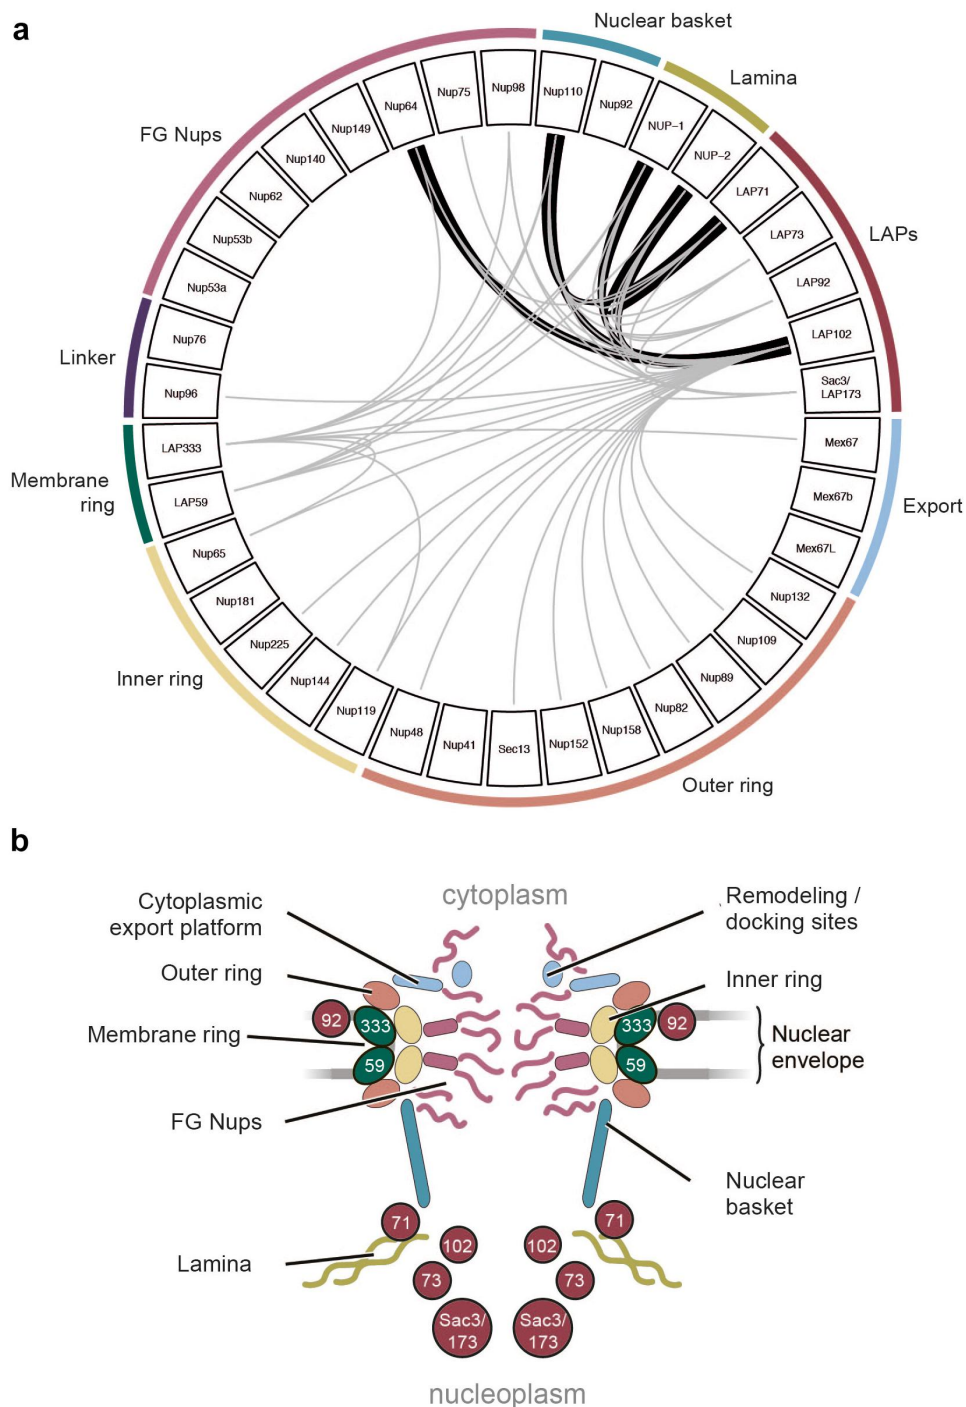 a
Nuclear basket
Lamina
FG Nups
LAPs
Linker
Membrane
ring
Export
Inner ring
Outer ring
Nup98
Nup110
Nup92
NUP-1
NUP-2
LAP71
LAP73
LAP92
LAP102
Sac3/
LAP173
Mex67
Mex67b
Mex67L
Nup132
Nup109
Nup89
Nup82
Nup158
Nup152
Sec13
Nup41
Nup48
Nup119
Nup144
Nup225
Nup181
Nup65
LAP59
LAP333
Nup96
Nup76
Nup53a
Nup53b
Nup62
Nup140
Nup149
Nup64
Nup75
b
cytoplasm
Cytoplasmic
export platform
Remodeling /
docking sites
Outer ring
Inner ring
Membrane ring
Nuclear
envelope
FG Nups
92
333
59
333
92
59
Nuclear
basket
Lamina
71
102
73
Sac3/
173
71
102
73
Sac3/
173
nucleoplasm